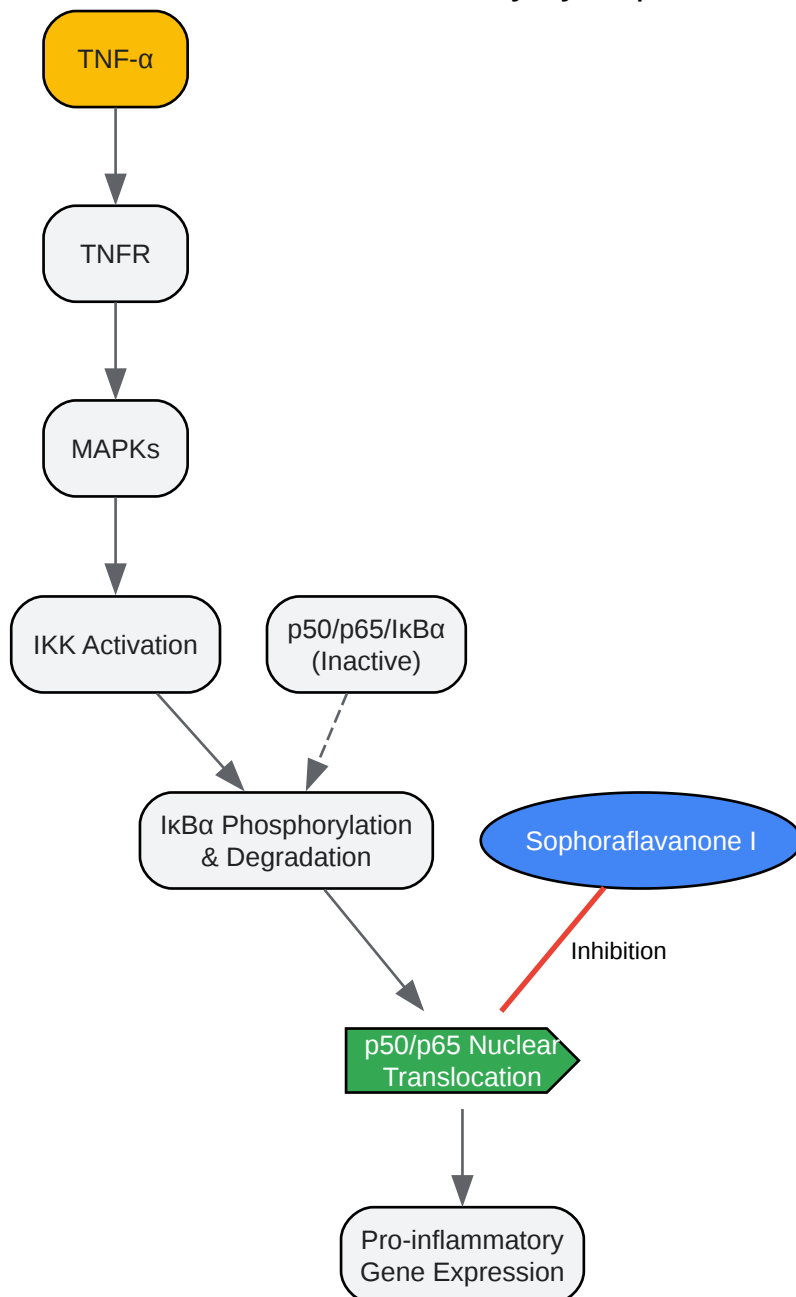 TNF-α
TNFR
MAPKs
IKK Activation
p50/p65/IκBα
(Inactive)
IκBα Phosphorylation
& Degradation
Sophoraflavanone I
Inhibition
p50/p65 Nuclear
Translocation
Pro-inflammatory
Gene Expression